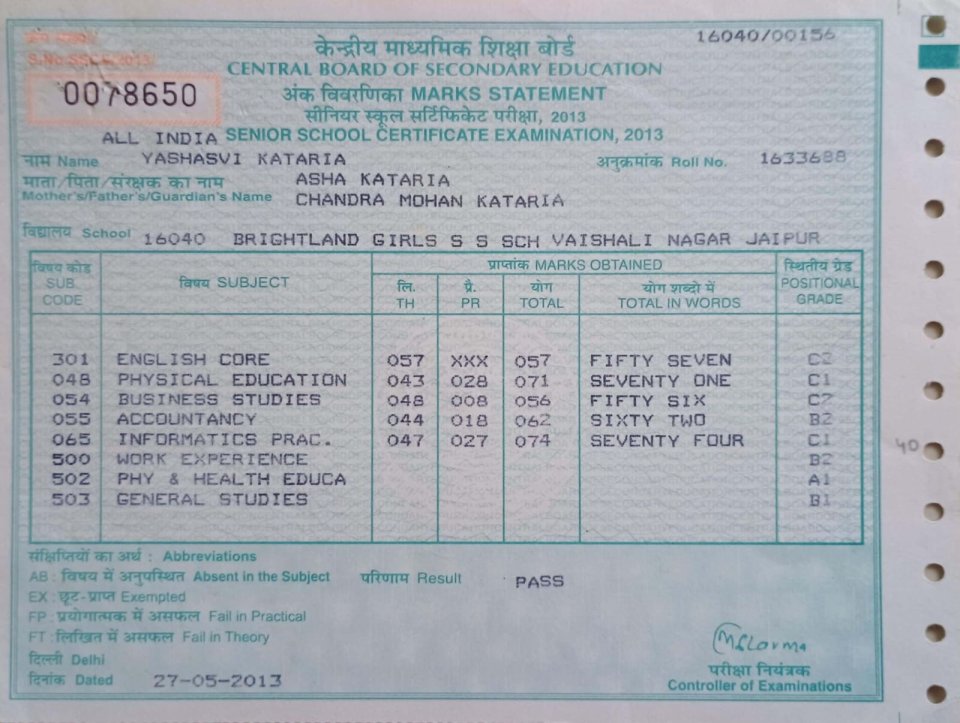 क्रम संख्या
S.No.SSCE/2013/
0078650
16040/00156
केन्द्रीय माध्यमिक शिक्षा बोर्ड
CENTRAL BOARD OF SECONDARY EDUCATION
अंक विवरणिका MARKS STATEMENT
सीनियर स्कूल सर्टिफिकेट परीक्षा, 2013
ALL INDIA SENIOR SCHOOL CERTIFICATE EXAMINATION, 2013
नाम Name YASHASVI KATARIA अनुक्रमांक Roll No. 1633688
माता/पिता/संरक्षक का नाम ASHA KATARIA
Mother's/Father's/Guardian's Name CHANDRA MOHAN KATARIA
विद्यालय School 16040 BRIGHTLAND GIRLS S S SCH VAISHALI NAGAR JAIPUR
विषय कोड SUB. CODE विषय SUBJECT प्राप्तांक MARKS OBTAINED स्थितीय ग्रेड POSITIONAL GRADE
लि. TH प्रै. PR योग TOTAL योग शब्दो में TOTAL IN WORDS
301 ENGLISH CORE 057 XXX 057 FIFTY SEVEN C2
048 PHYSICAL EDUCATION 043 028 071 SEVENTY ONE C1
054 BUSINESS STUDIES 048 008 056 FIFTY SIX C2
055 ACCOUNTANCY 044 018 062 SIXTY TWO B2
065 INFORMATICS PRAC. 047 027 074 SEVENTY FOUR C1
40
500 WORK EXPERIENCE B2
502 PHY & HEALTH EDUCA A1
503 GENERAL STUDIES B1
संक्षिप्तियों का अर्थ : Abbreviations
AB : विषय में अनुपस्थित Absent in the Subject परिणाम Result PASS
EX : छूट-प्राप्त Exempted
FP : प्रयोगात्मक में असफल Fail in Practical
FT : लिखित में असफल Fail in Theory
दिल्ली Delhi
दिनांक Dated 27-05-2013
परीक्षा नियंत्रक
Controller of Examinations